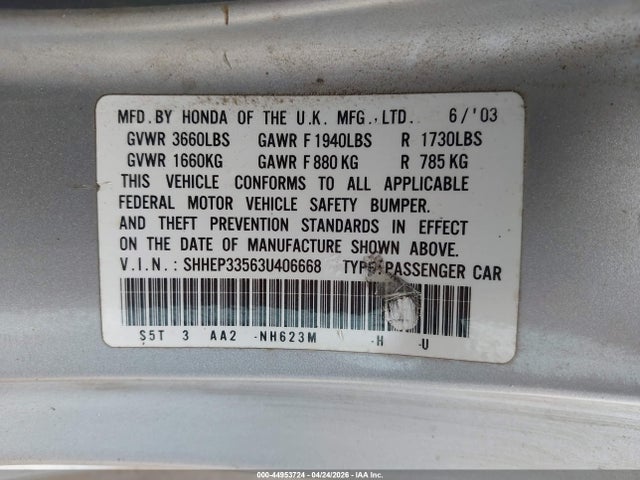 MFD. BY HONDA OF THE U.K. MFG., LTD. 6/'03
GVWR 3660LBS GAWR F 1940LBS R 1730LBS
GVWR 1660KG GAWR F 880 KG R 785 KG
THIS VEHICLE CONFORMS TO ALL APPLICABLE
FEDERAL MOTOR VEHICLE SAFETY BUMPER.
AND THEFT PREVENTION STANDARDS IN EFFECT
ON THE DATE OF MANUFACTURE SHOWN ABOVE.
V.I.N.: SHHEP33563U406668 TYPE: PASSENGER CAR
S5T 3 AA2 -NH623M -H -U
000-44953724 - 04/24/2026 - IAA Inc.